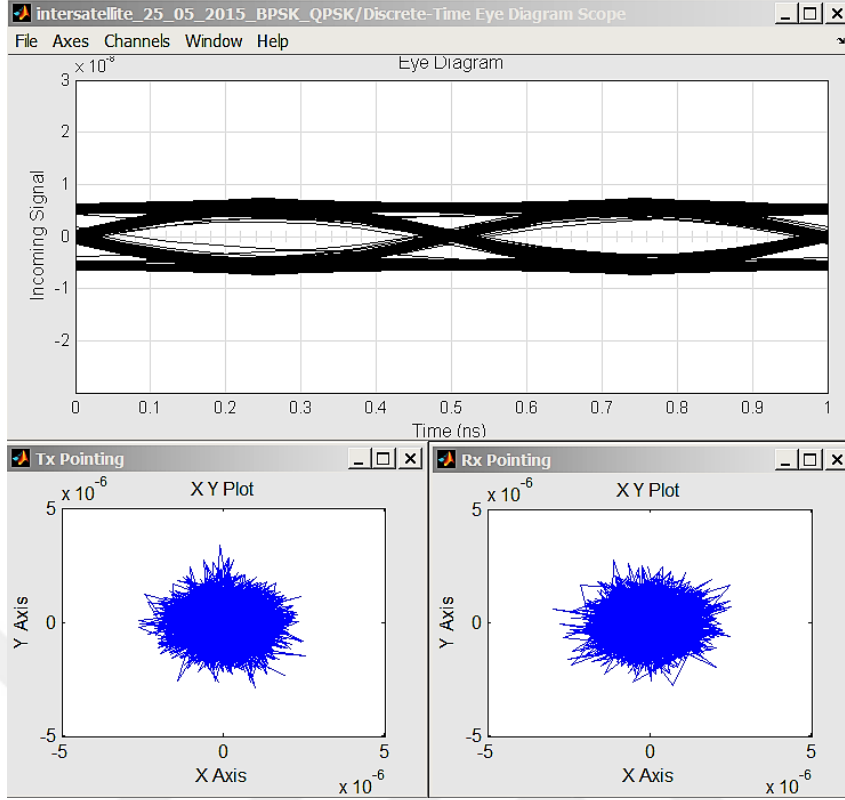 intersatellite_25_05_2015_BPSK_QPSK/Discrete-Time Eye Diagram Scope
File Axes Channels Window Help
x 10⁻⁸
Eye Diagram
3
2
1
0
-1
-2
Incoming Signal
0 0.1 0.2 0.3 0.4 0.5 0.6 0.7 0.8 0.9 1
Time (ns)
Tx Pointing
x 10⁻⁶
X Y Plot
5
0
-5
Y Axis
-5 0 5
X Axis
x 10⁻⁶
Rx Pointing
x 10⁻⁶
X Y Plot
5
0
-5
Y Axis
-5 0 5
X Axis
x 10⁻⁶